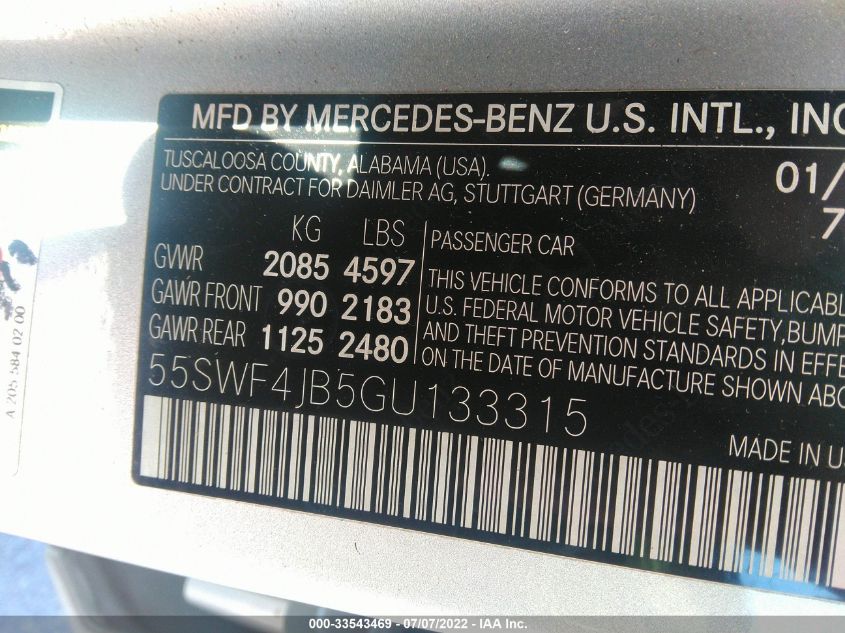 MFD BY MERCEDES-BENZ U.S. INTL., INC
TUSCALOOSA COUNTY, ALABAMA (USA).
UNDER CONTRACT FOR DAIMLER AG, STUTTGART (GERMANY)
01/
7
KG LBS
GVWR 2085 4597
GAWR FRONT 990 2183
GAWR REAR 1125 2480
PASSENGER CAR
THIS VEHICLE CONFORMS TO ALL APPLICABL
U.S. FEDERAL MOTOR VEHICLE SAFETY, BUMP
AND THEFT PREVENTION STANDARDS IN EFFE
ON THE DATE OF MANUFACTURE SHOWN ABO
55SWF4JB5GU133315
MADE IN U
A 205 584 02 00
000-33543469 - 07/07/2022 - IAA Inc.